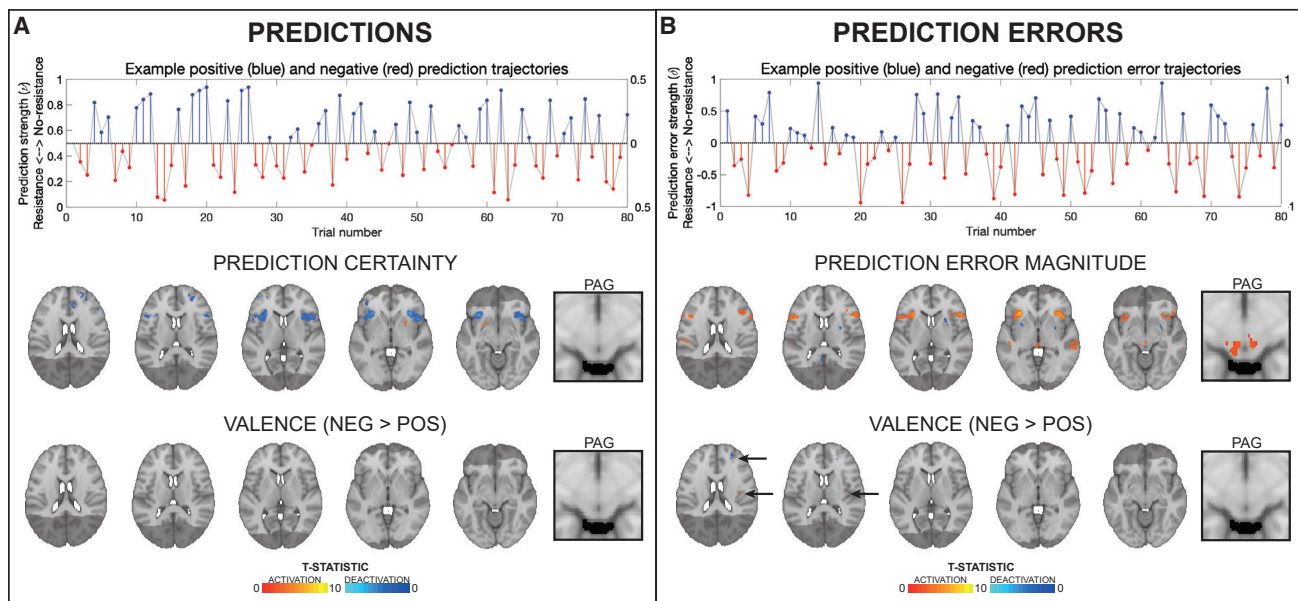 A
PREDICTIONS
Example positive (blue) and negative (red) prediction trajectories
Prediction strength (∂)
Resistance <--> No-resistance
1
0.8
0.6
0.4
0.2
0
0.5
0
0.5
0 10 20 30 40 50 60 70 80
Trial number
PREDICTION CERTAINTY
PAG
VALENCE (NEG > POS)
PAG
T-STATISTIC
ACTIVATION DEACTIVATION
0 10 0
B
PREDICTION ERRORS
Example positive (blue) and negative (red) prediction error trajectories
Prediction error strength (∂)
Resistance <--> No-resistance
1
0.5
0
-0.5
-1
1
0
1
0 10 20 30 40 50 60 70 80
Trial number
PREDICTION ERROR MAGNITUDE
PAG
VALENCE (NEG > POS)
PAG
T-STATISTIC
ACTIVATION DEACTIVATION
0 10 0